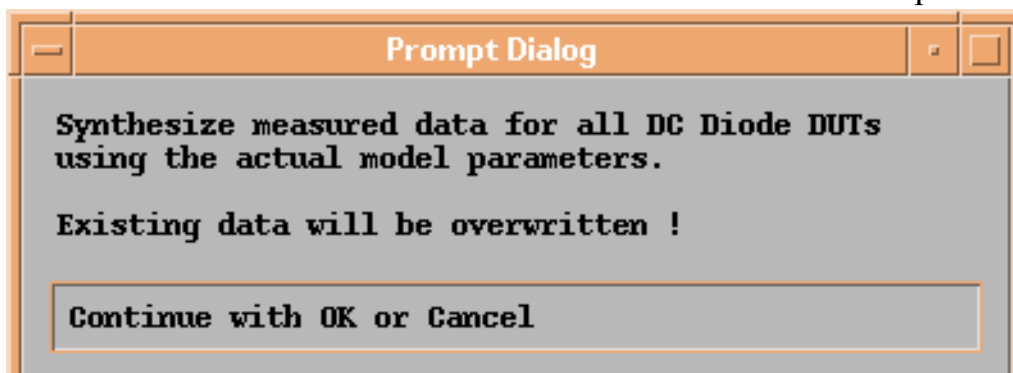 Prompt Dialog
Synthesize measured data for all DC Diode DUTs
using the actual model parameters.
Existing data will be overwritten !
Continue with OK or Cancel